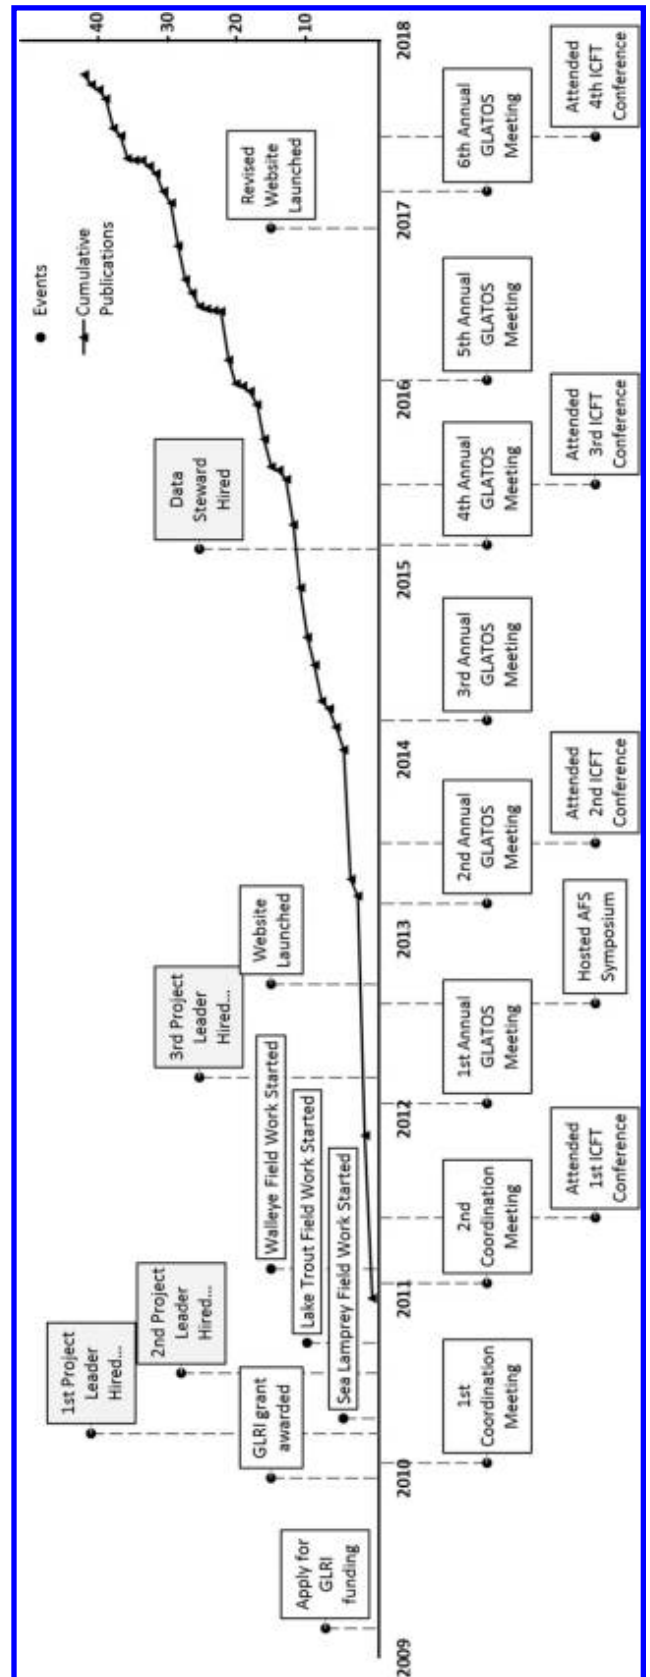 Events
Cumulative
Publications
40
30
20
10
1st Project
Leader
Hired...
2nd Project
Leader
Hired...
3rd Project
Leader
Hired...
Data
Steward
Hired
GLRI grant
awarded
Walleye Field Work Started
Website
Launched
Revised
Website
Launched
Apply for
GLRI
funding
Lake Trout Field Work Started
Sea Lamprey Field Work Started
2009
2010
2011
2012
2013
2014
2015
2016
2017
2018
1st
Coordination
Meeting
2nd
Coordination
Meeting
1st Annual
GLATOS
Meeting
2nd Annual
GLATOS
Meeting
3rd Annual
GLATOS
Meeting
4th Annual
GLATOS
Meeting
5th Annual
GLATOS
Meeting
6th Annual
GLATOS
Meeting
Attended
1st ICFT
Conference
Hosted AFS
Symposium
Attended
2nd ICFT
Conference
Attended
3rd ICFT
Conference
Attended
4th ICFT
Conference